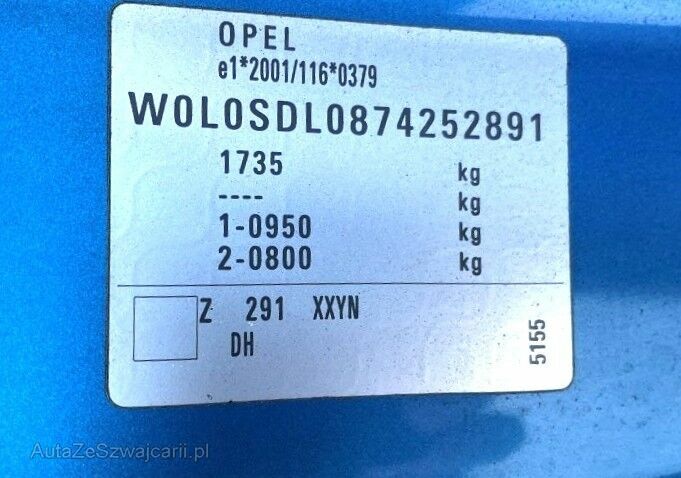 OPEL
e1*2001/116*0379
W0L0SDL0874252891
1735 kg
---- kg
1-0950 kg
2-0800 kg
Z 291 XXYN
DH
5155
AutaZeSzwajcarii.pl